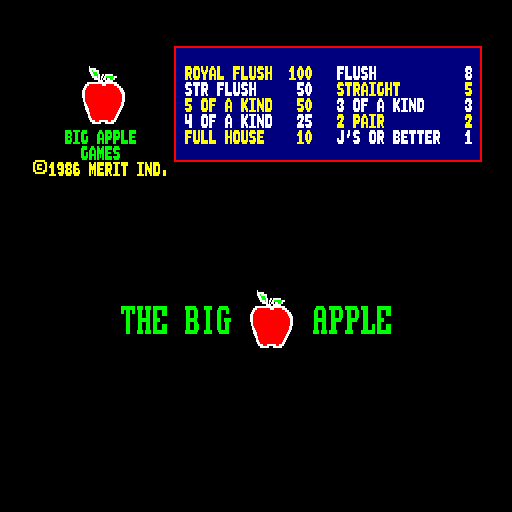 ROYAL FLUSH 100 FLUSH 8
STR FLUSH 50 STRAIGHT 5
5 OF A KIND 50 3 OF A KIND 3
4 OF A KIND 25 2 PAIR 2
FULL HOUSE 10 J'S OR BETTER 1
BIG APPLE
GAMES
©1986 MERIT IND.
THE BIG APPLE